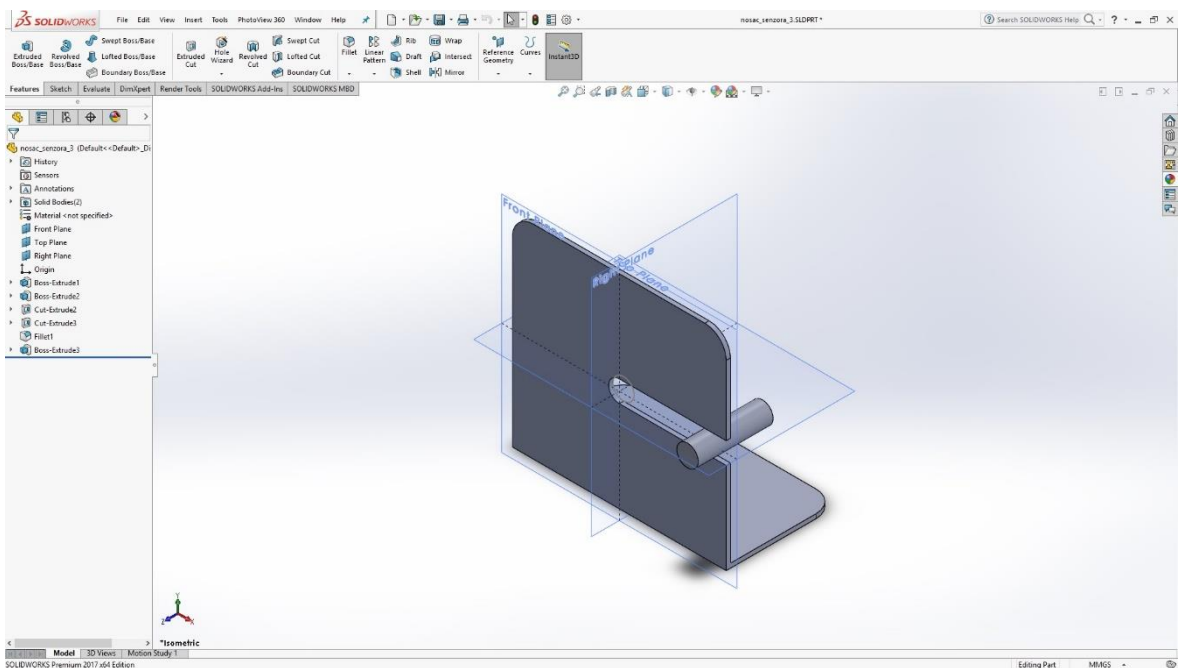 SOLIDWORKS File Edit View Insert Tools PhotoView 360 Window Help nosac_senzora_3.SLDPRT * Search SOLIDWORKS Help
Extruded Boss/Base
Revolved Boss/Base
Swept Boss/Base
Lofted Boss/Base
Boundary Boss/Base
Extruded Cut
Hole Wizard
Revolved Cut
Swept Cut
Lofted Cut
Boundary Cut
Fillet
Linear Pattern
Rib
Draft
Shell
Wrap
Intersect
Mirror
Reference Geometry
Curves
Instant3D
Features Sketch Evaluate DimXpert Render Tools SOLIDWORKS Add-Ins SOLIDWORKS MBD
nosac_senzora_3 (Default<<Default>_Di
History
Sensors
Annotations
Solid Bodies(2)
Material <not specified>
Front Plane
Top Plane
Right Plane
Origin
Boss-Extrude1
Boss-Extrude2
Cut-Extrude2
Cut-Extrude3
Fillet1
Boss-Extrude3
Front Plane
Plane
Right Plane
Y
Z
X
*Isometric
Model 3D Views Motion Study 1
SOLIDWORKS Premium 2017 x64 Edition Editing Part MMGS